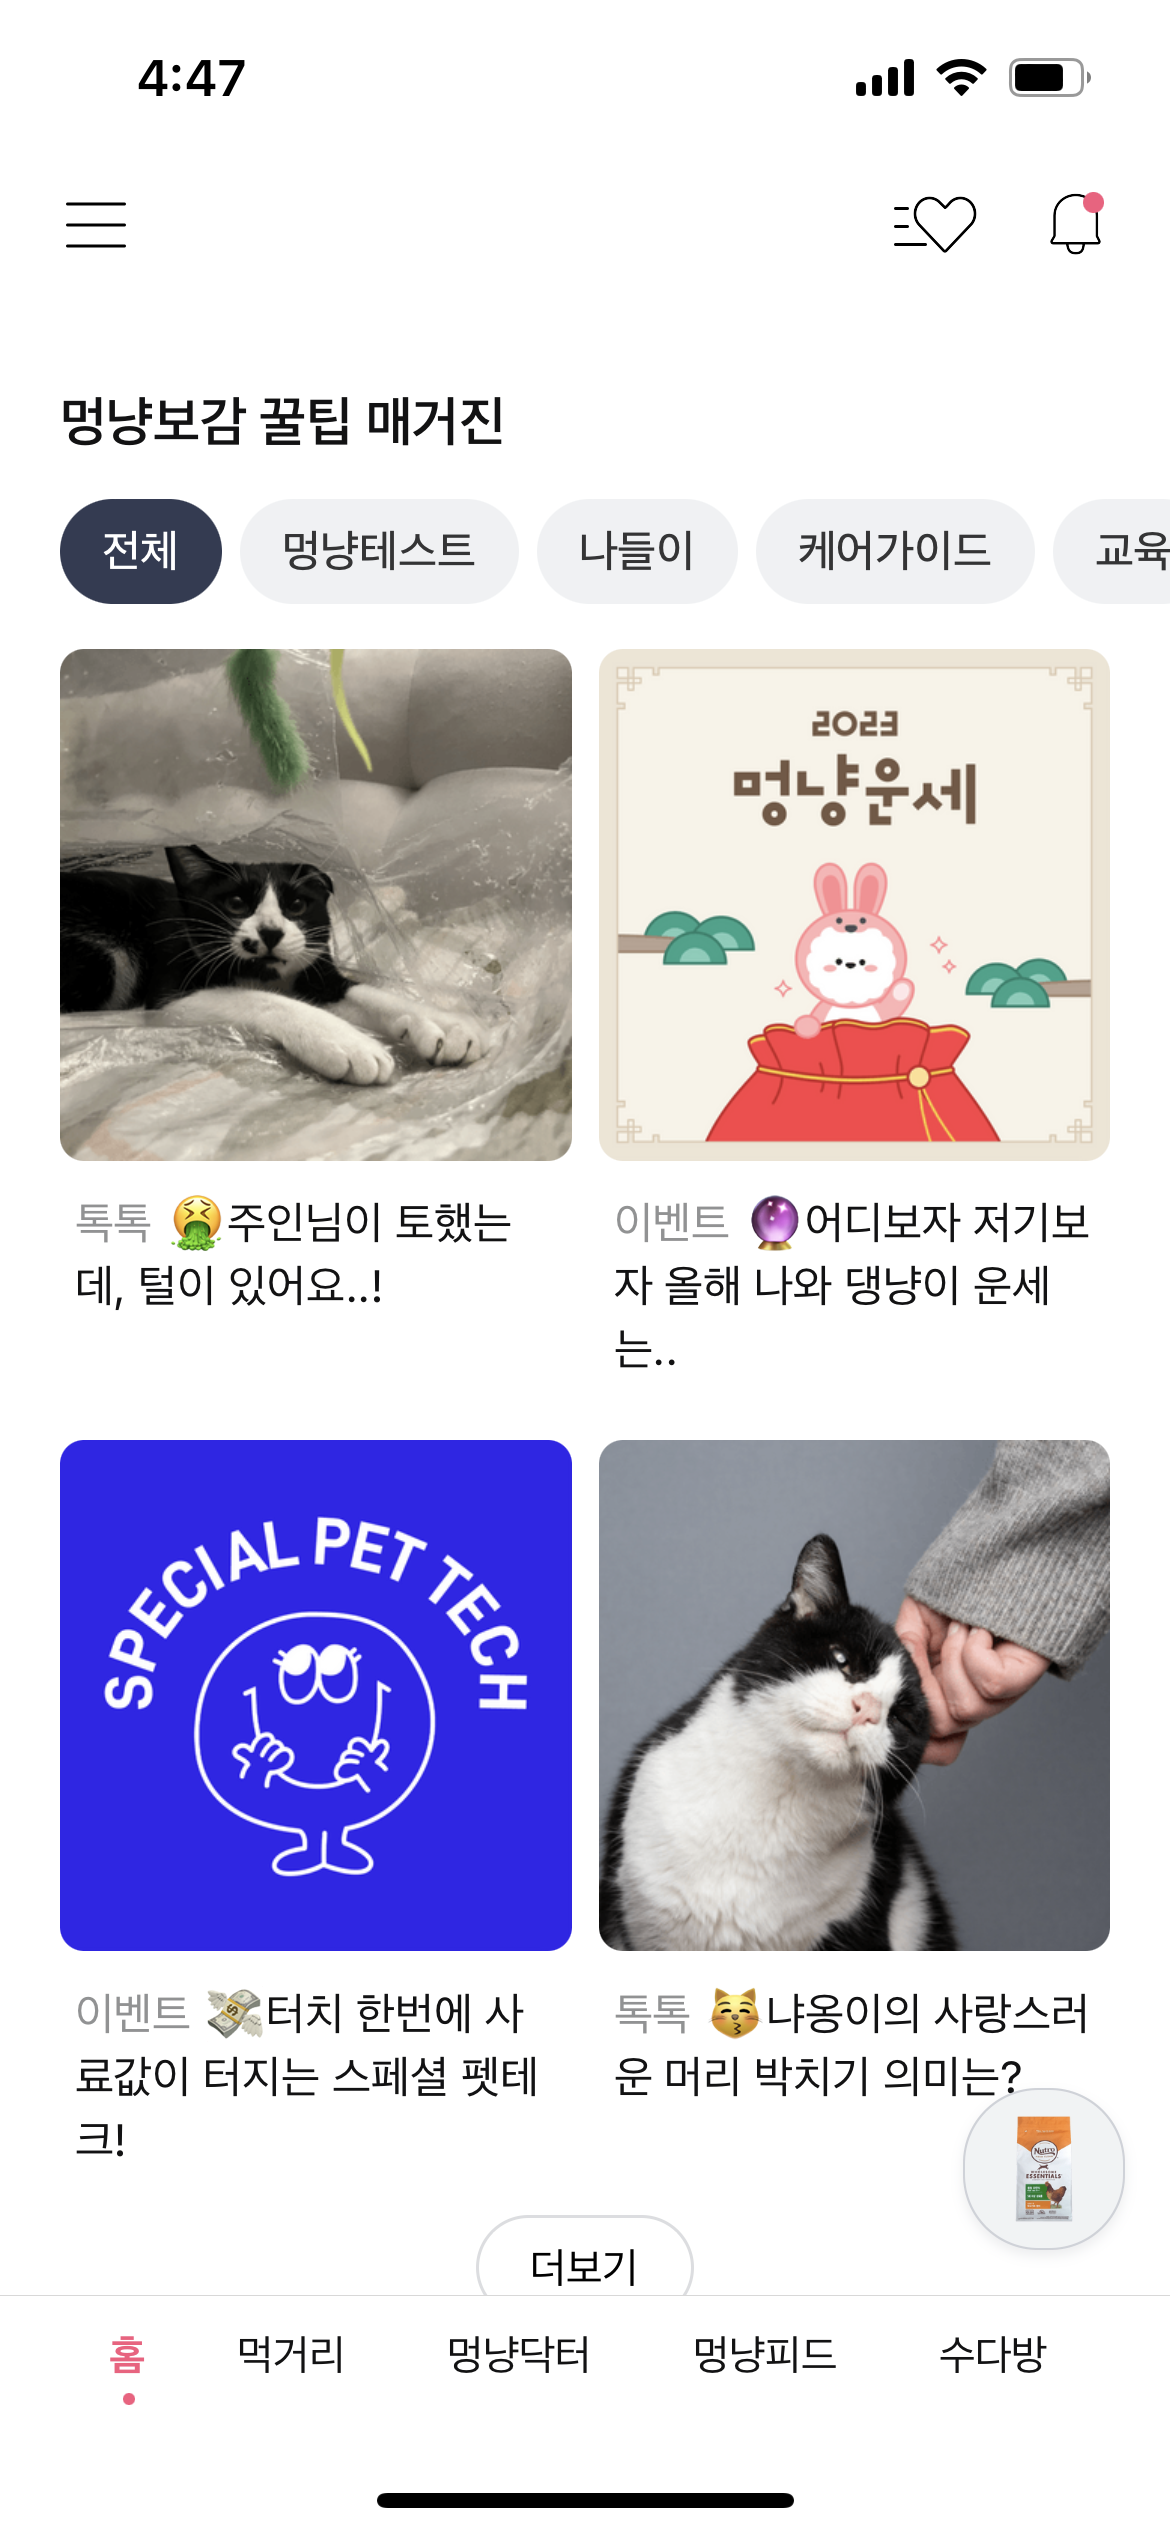 4:47
멍냥보감 꿀팁 매거진
전체 멍냥테스트 나들이 케어가이드 교육
2023
멍냥운세
톡톡 🤮주인님이 토했는
데, 털이 있어요..!
이벤트 🔮어디보자 저기보
자 올해 나와 댕냥이 운세
는..
SPECIAL PET TECH
이벤트 💸터치 한번에 사
료값이 터지는 스페셜 펫테
크!
톡톡 😽냐옹이의 사랑스러
운 머리 박치기 의미는?
Nutro
ESSENTIALS
더보기
홈 먹거리 멍냥닥터 멍냥피드 수다방